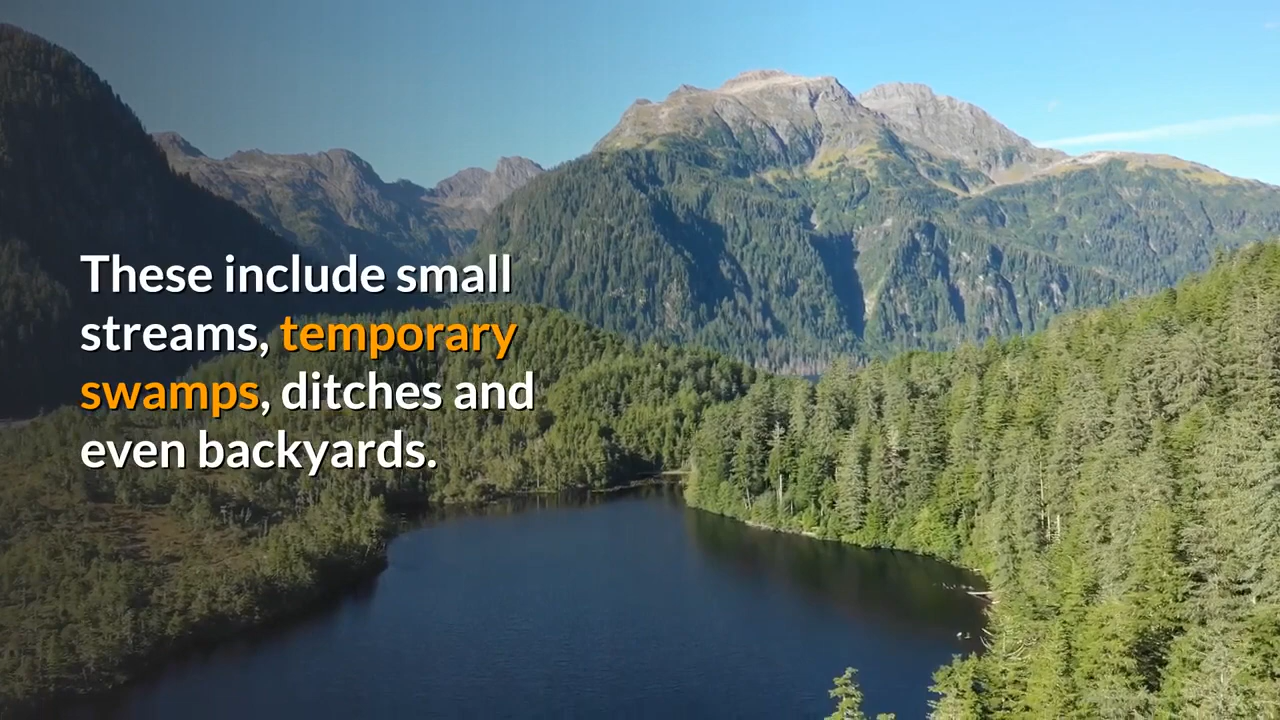 These include small
streams, temporary
swamps, ditches and
even backyards.